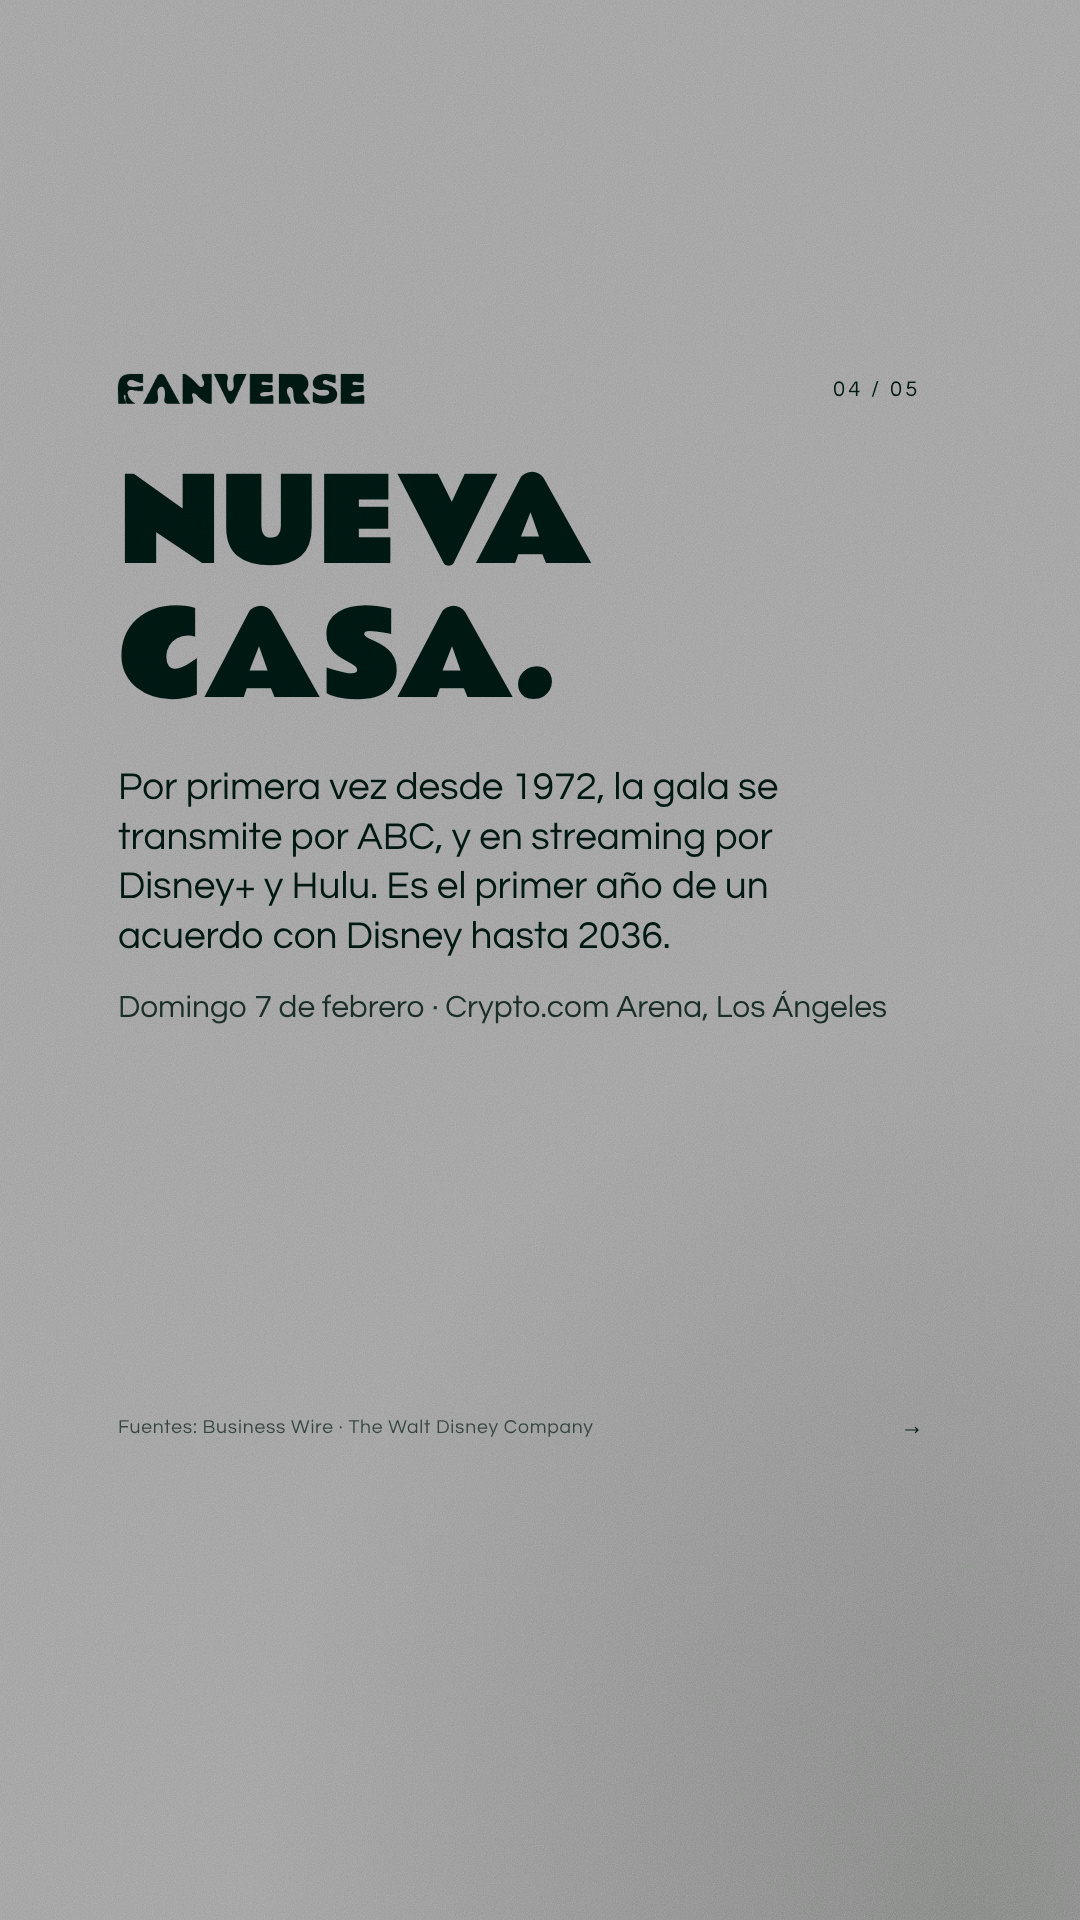 FANVERSE
04 / 05
NUEVA
CASA.
Por primera vez desde 1972, la gala se
transmite por ABC, y en streaming por
Disney+ y Hulu. Es el primer año de un
acuerdo con Disney hasta 2036.
Domingo 7 de febrero · Crypto.com Arena, Los Ángeles
Fuentes: Business Wire · The Walt Disney Company
→